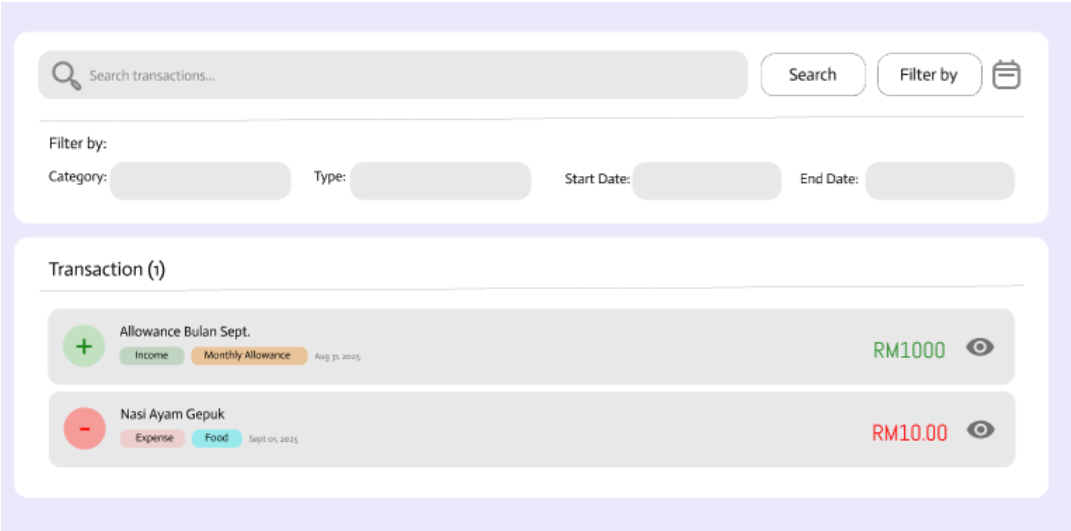 Search transactions...
Search
Filter by
Filter by:
Category:
Type:
Start Date:
End Date:
Transaction (1)
+
Allowance Bulan Sept.
Income
Monthly Allowance
Aug 31, 2025
RM1000
-
Nasi Ayam Gepuk
Expense
Food
Sept 01, 2025
RM10.00